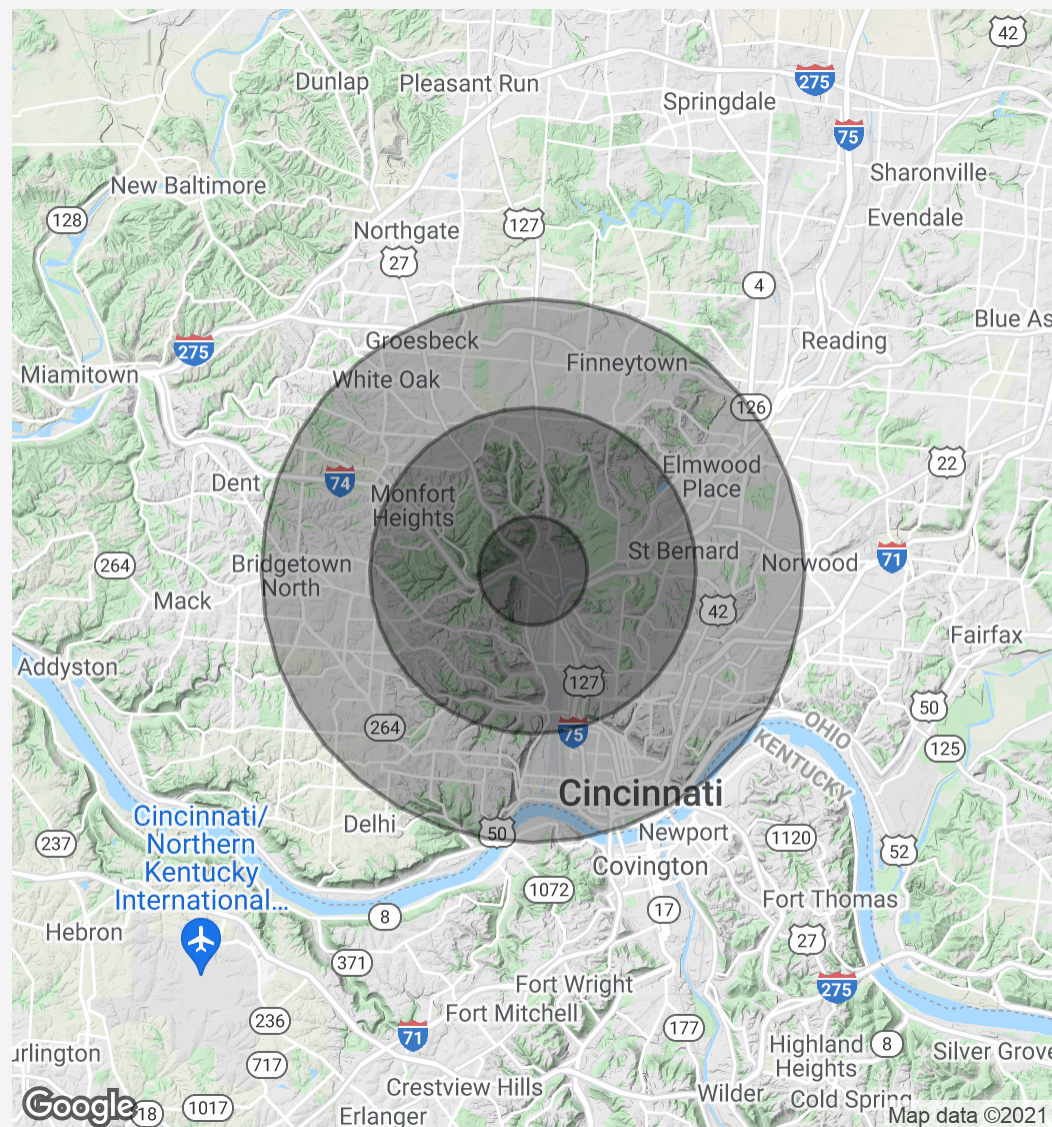 42
Dunlap
Pleasant Run
275
Springdale
75
Sharonville
New Baltimore
128
Evendale
127
Northgate
27
4
Blue As
Groesbeck
Reading
275
Finneytown
Miamitown
White Oak
126
Elmwood
Place
22
Dent
74
Monfort
Heights
St Bernard
Norwood
71
264
Bridgetown
North
Mack
42
Fairfax
Addyston
127
50
264
75
OHIO
125
KENTUCKY
Cincinnati
Cincinnati/
Northern
Kentucky
International...
Delhi
50
Newport
1120
237
52
Covington
1072
8
17
Fort Thomas
Hebron
27
371
Fort Wright
275
Fort Mitchell
236
71
177
urlington
717
Highland
Heights
8
Silver Grove
Crestview Hills
Wilder
Cold Spring
Google
18
1017
Erlanger
Map data ©2021